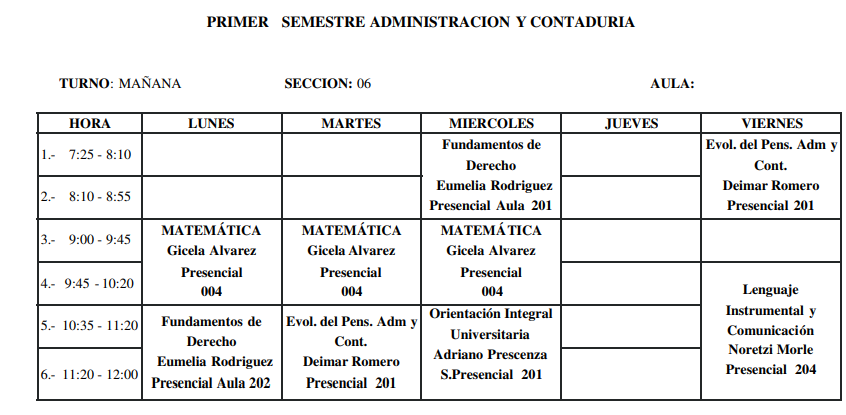 PRIMER SEMESTRE ADMINISTRACION Y CONTADURIA
TURNO: MAÑANA SECCION: 06 AULA:
HORA LUNES MARTES MIERCOLES JUEVES VIERNES
1.- 7:25 - 8:10
2.- 8:10 - 8:55
Fundamentos de
Derecho
Eumelia Rodriguez
Presencial Aula 201
Evol. del Pens. Adm y
Cont.
Deimar Romero
Presencial 201
3.- 9:00 - 9:45
4.- 9:45 - 10:20
MATEMÁTICA
Gicela Alvarez
Presencial
004
MATEMÁTICA
Gicela Alvarez
Presencial
004
MATEMÁTICA
Gicela Alvarez
Presencial
004
5.- 10:35 - 11:20
6.- 11:20 - 12:00
Fundamentos de
Derecho
Eumelia Rodriguez
Presencial Aula 202
Evol. del Pens. Adm y
Cont.
Deimar Romero
Presencial 201
Orientación Integral
Universitaria
Adriano Prescenza
S.Presencial 201
Lenguaje
Instrumental y
Comunicación
Noretzi Morle
Presencial 204